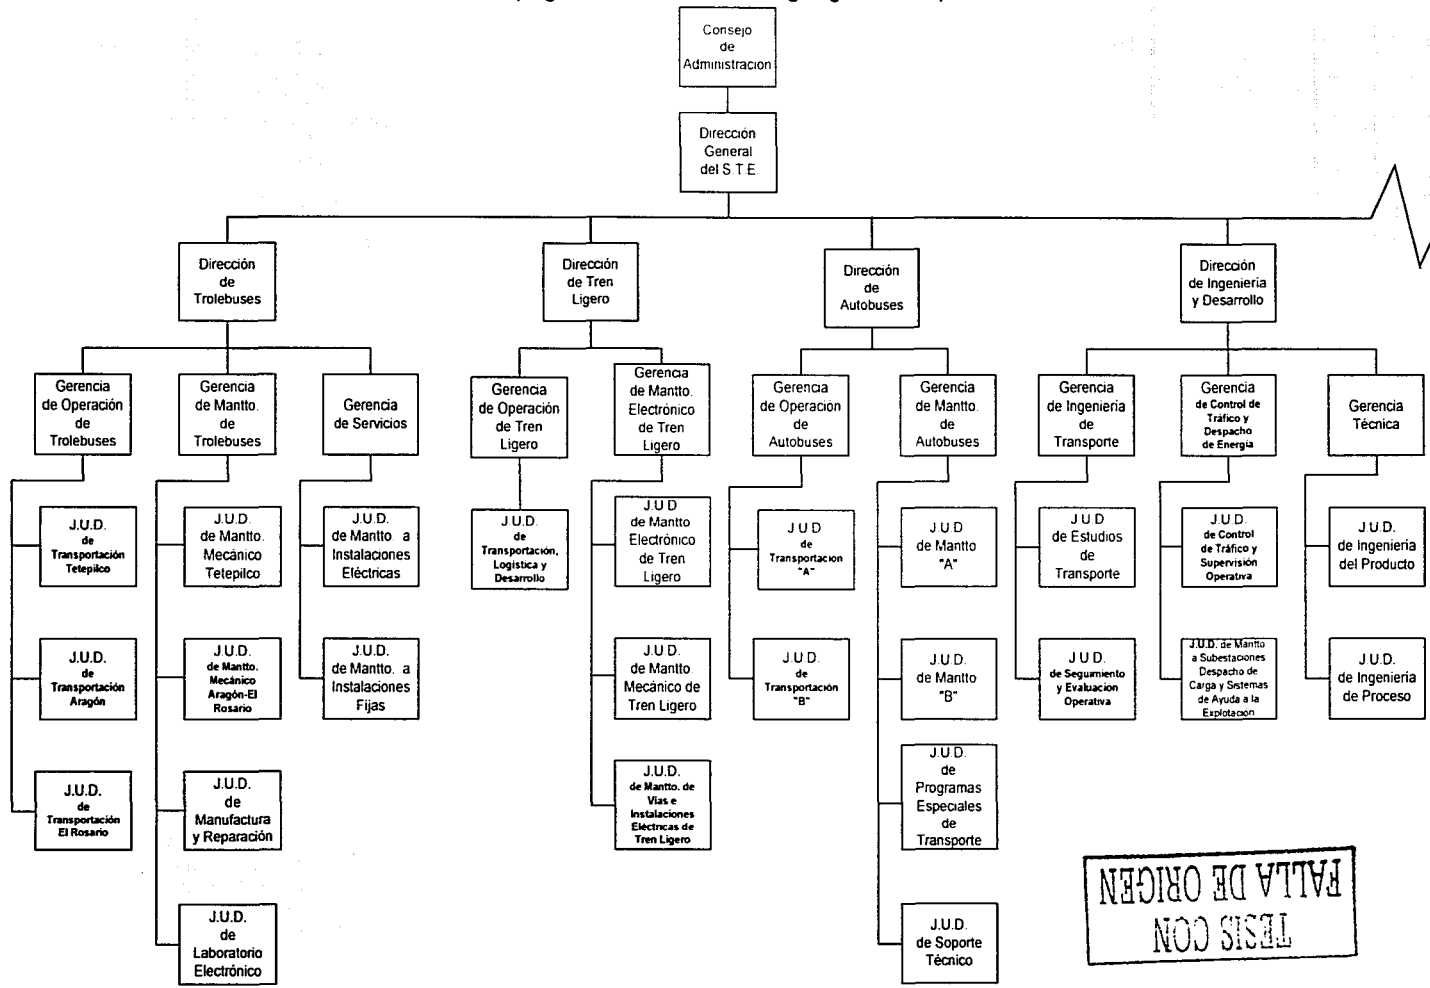 Consejo
de
Administracion
Dirección
General
del S.T.E.
Dirección
de
Trolebuses
Dirección
de Tren
Ligero
Dirección
de
Autobuses
Dirección
de Ingeniería
y Desarrollo
Gerencia
de Operación
de
Trolebuses
Gerencia
de Mantto.
de
Trolebuses
Gerencia
de Servicios
Gerencia
de Operación
de Tren
Ligero
Gerencia
de Mantto.
Electrónico
de Tren
Ligero
Gerencia
de Operación
de
Autobuses
Gerencia
de Mantto.
de
Autobuses
Gerencia
de Ingeniería
de
Transporte
Gerencia
de Control de
Tráfico y
Despacho
de Energía
Gerencia
Técnica
J.U.D.
de
Transportación
Tetepilco
J.U.D.
de Mantto.
Mecánico
Tetepilco
J.U.D.
de Mantto. a
Instalaciones
Eléctricas
J.U.D.
de
Transportación,
Logística y
Desarrollo
J.U.D
de Mantto
Electrónico
de Tren
Ligero
J U D
de
Transportacion
"A"
J.U.D
de Mantto
"A"
J.U.D
de Estudios
de
Transporte
J.U.D.
de Control
de Tráfico y
Supervisión
Operativa
J.U.D.
de Ingeniería
del Producto
J.U.D.
de
Transportación
Aragón
J.U.D.
de Mantto.
Mecánico
Aragón-El
Rosario
J.U.D.
de Mantto. a
Instalaciones
Fijas
J.U.D.
de Mantto.
Mecánico de
Tren Ligero
J U D.
de
Transportación
"B"
J U D.
de Mantto
"B"
J U D.
de Seguimiento
y Evaluacion
Operativa
J.U.D. de Mantto
a Subestaciones
Despacho de
Carga y Sistemas
de Ayuda a la
Explotación
J U D.
de Ingeniería
de Proceso
J.U.D.
de
Transportación
El Rosario
J.U.D.
de
Manufactura
y Reparación
J.U.D.
de Mantto. de
Vías e
Instalaciones
Eléctricas de
Tren Ligero
J.U.D.
de
Programas
Especiales
de
Transporte
J.U.D.
de
Laboratorio
Electrónico
J.U.D.
de Soporte
Técnico
TESIS CON
FALLA DE ORIGEN